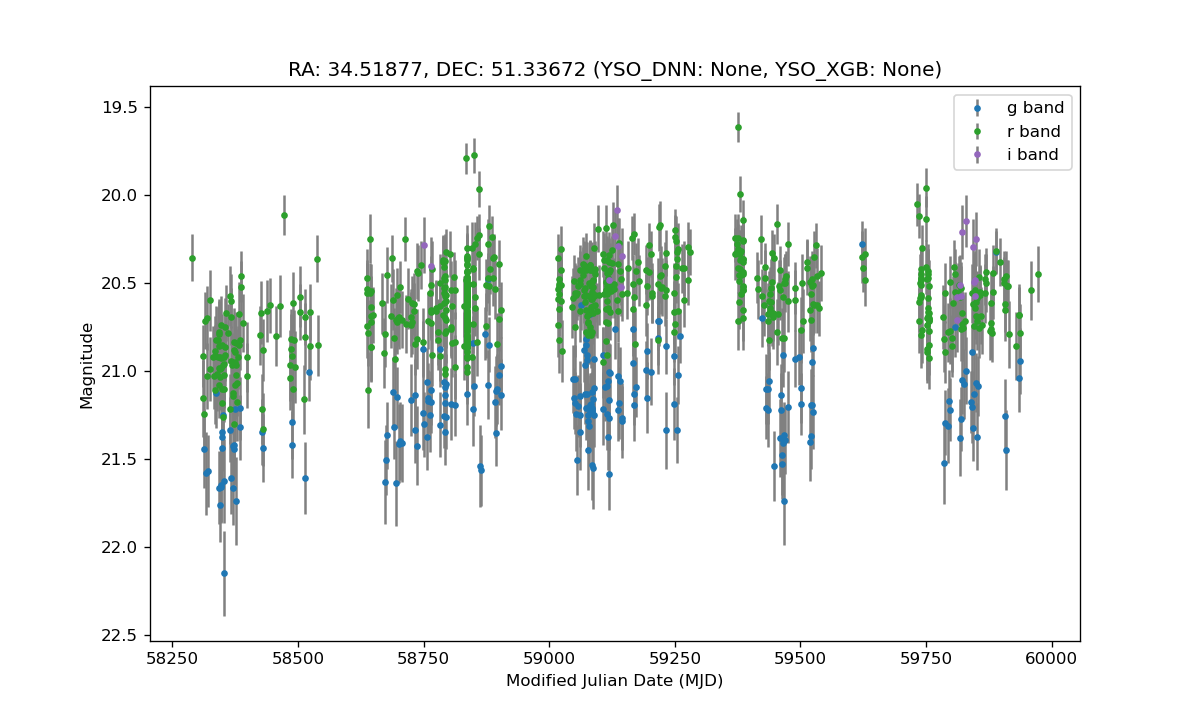 RA: 34.51877, DEC: 51.33672 (YSO_DNN: None, YSO_XGB: None)
g band
r band
i band
19.5
20.0
20.5
21.0
21.5
22.0
22.5
Magnitude
58250 58500 58750 59000 59250 59500 59750 60000
Modified Julian Date (MJD)